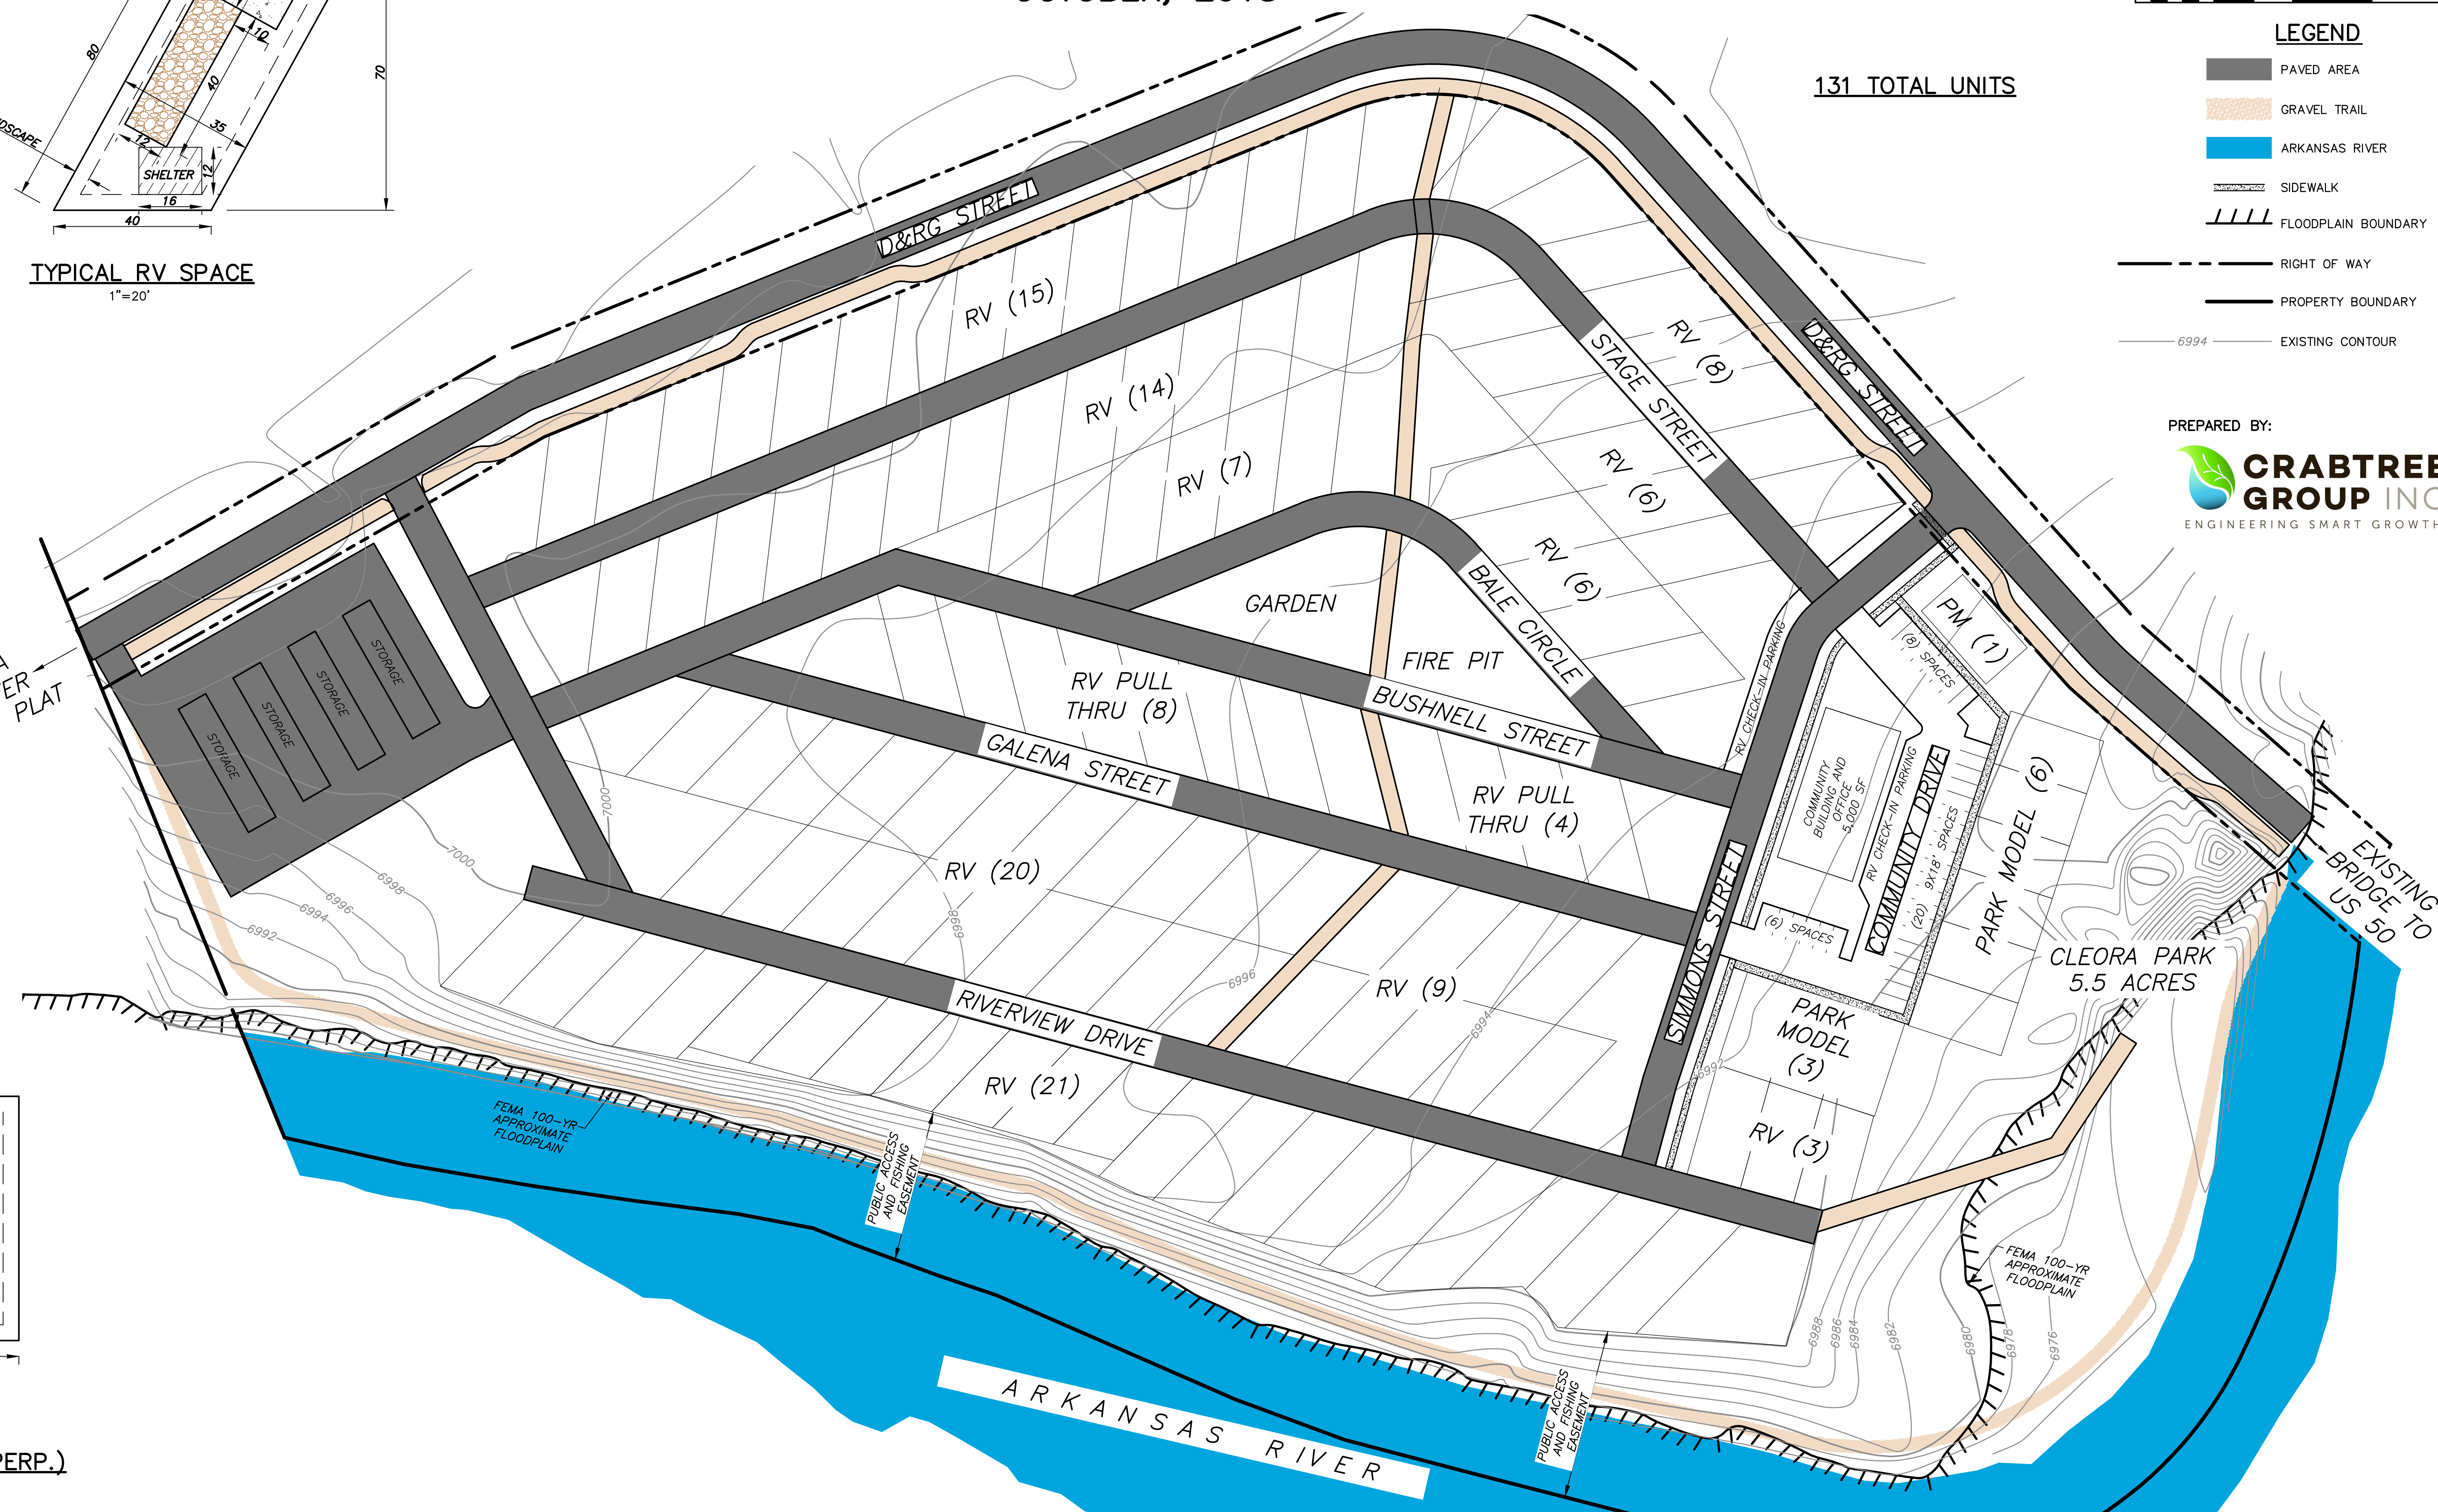 131 TOTAL UNITS
LEGEND
PAVED AREA
GRAVEL TRAIL
ARKANSAS RIVER
SIDEWALK
FLOODPLAIN BOUNDARY
RIGHT OF WAY
PROPERTY BOUNDARY
6994
EXISTING CONTOUR
PREPARED BY:
CRABTREE
GROUP INC
ENGINEERING SMART GROWTH
80
10
40
35
12
SHELTER
12
16
40
70
TYPICAL RV SPACE
1"=20'
PLAT
D&RG STREET
D&RG STREET
RV (15)
RV (14)
RV (7)
STAGE STREET
RV (8)
RV (6)
RV (6)
BALE CIRCLE
GARDEN
FIRE PIT
BUSHNELL STREET
RV PULL
THRU (8)
RV PULL
THRU (4)
GALENA STREET
STORAGE
STORAGE
STORAGE
STORAGE
RV (20)
RV (9)
RIVERVIEW DRIVE
RV (21)
SIMMONS STREET
RV CHECK-IN PARKING
COMMUNITY
BUILDING AND
OFFICE
5,000 SF
RV CHECK-IN PARKING
COMMUNITY DRIVE
(20) 9X18' SPACES
(8) SPACES
(6) SPACES
PM (1)
PARK MODEL (6)
PARK
MODEL
(3)
RV (3)
CLEORA PARK
5.5 ACRES
EXISTING
BRIDGE TO
US 50
7000
7000
6998
6996
6994
6992
6998
6996
6994
6992
6988
6986
6984
6982
6980
6978
6976
FEMA 100-YR
APPROXIMATE
FLOODPLAIN
FEMA 100-YR
APPROXIMATE
FLOODPLAIN
PUBLIC ACCESS
AND FISHING
EASEMENT
PUBLIC ACCESS
AND FISHING
EASEMENT
ARKANSAS RIVER
PERP.)